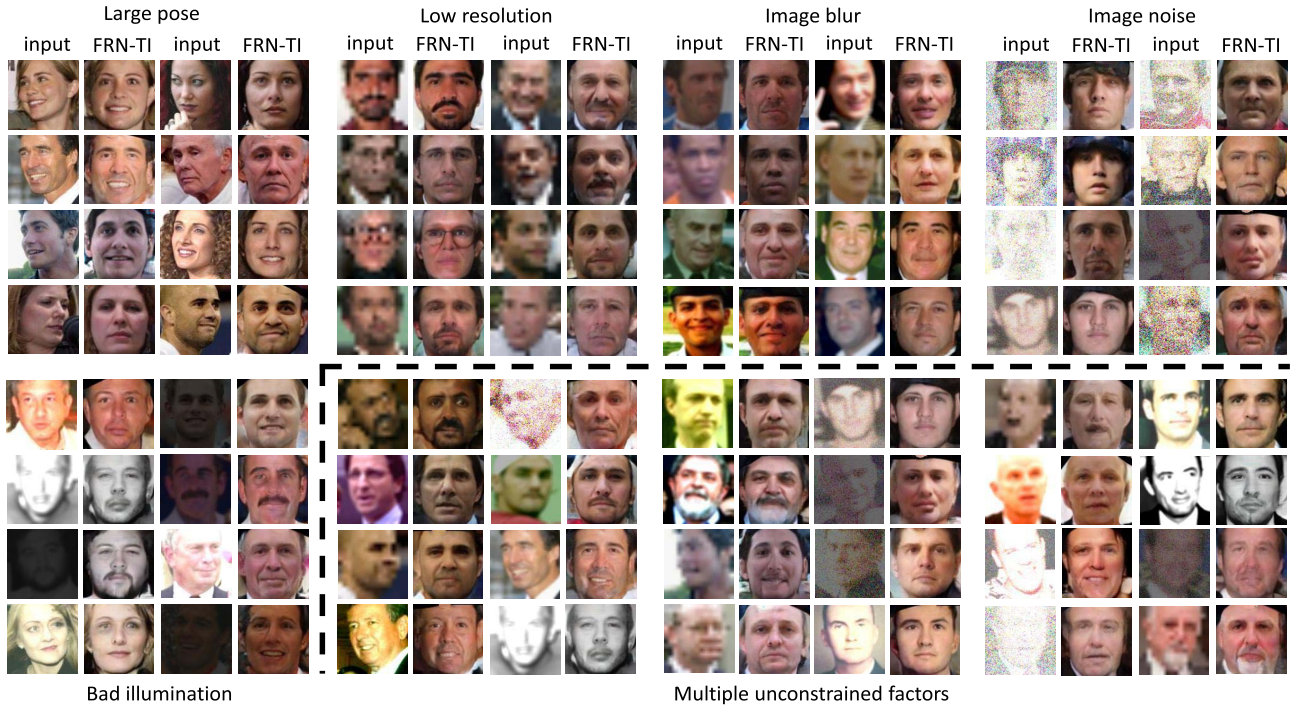 Large pose
Low resolution
Image blur
Image noise
input FRN-TI input FRN-TI
input FRN-TI input FRN-TI
input FRN-TI input FRN-TI
input FRN-TI input FRN-TI
Bad illumination
Multiple unconstrained factors